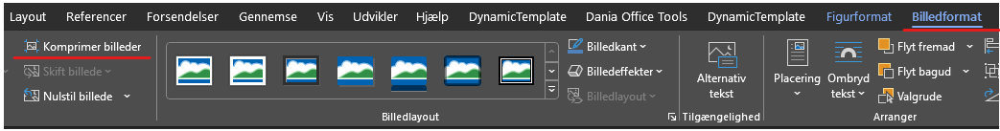 Layout Referencer Forsendelser Gennemse Vis Udvikler Hjælp DynamicTemplate Dania Office Tools DynamicTemplate Figurformat Billedformat
Komprimer billeder
Skift billede
Nulstil billede
Billedkant
Billedeffekter
Billedlayout
Billedlayout
Alternativ
tekst
Tilgængelighed
Placering
Ombryd
tekst
Flyt fremad
Flyt bagud
Valgrude
Arranger